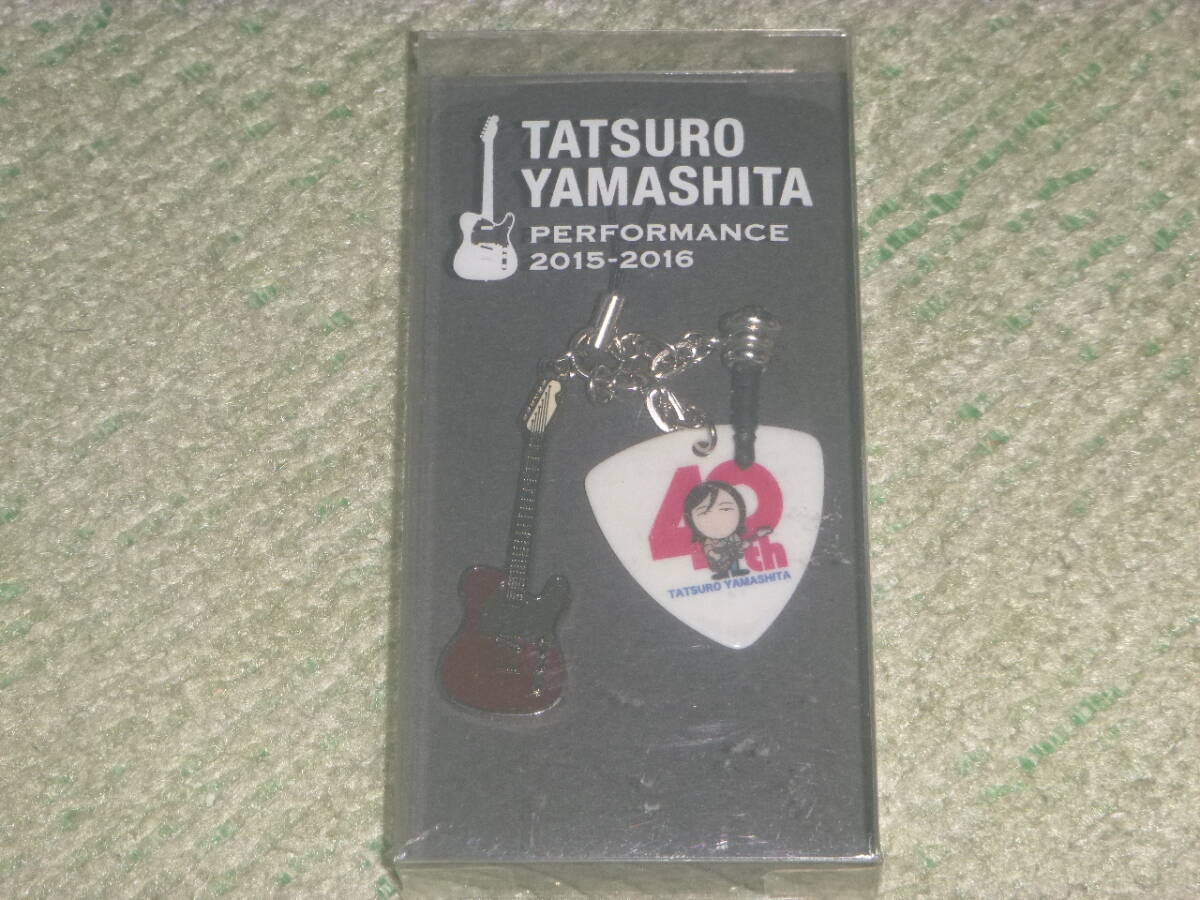 TATSURO
YAMASHITA
PERFORMANCE
2015-2016
40th
TATSURO YAMASHITA